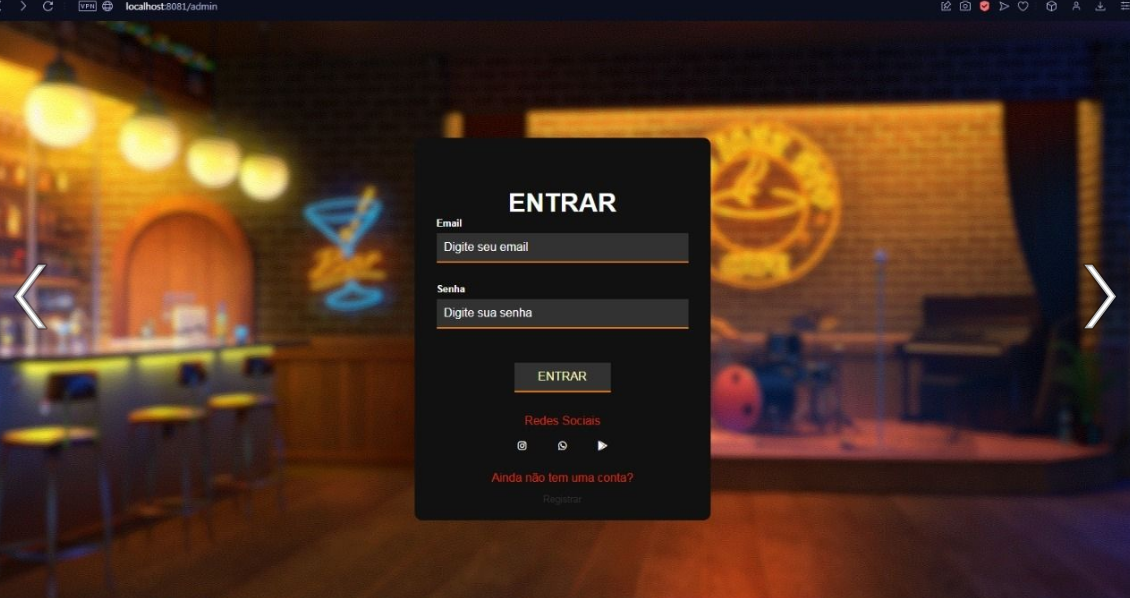 VPN localhost:8081/admin
ENTRAR
Email
Digite seu email
Senha
Digite sua senha
ENTRAR
Redes Sociais
Ainda não tem uma conta?
Registrar